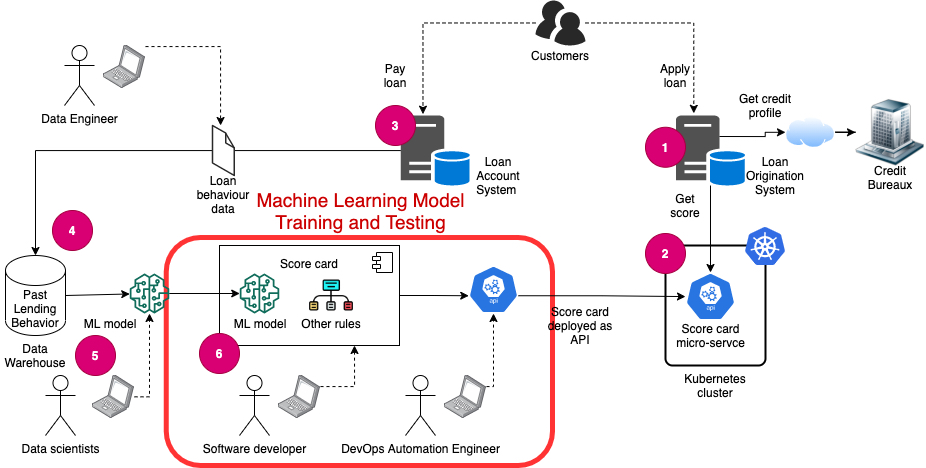 Customers
Data Engineer
Pay
loan
Apply
loan
Get credit
profile
3
1
Loan
Account
System
Loan
Origination
System
Credit
Bureaux
Loan
behaviour
data
Get
score
Machine Learning Model
Training and Testing
4
2
Score card
Past
Lending
Behavior
ML model
ML model
Other rules
api
api
Score card
deployed as
API
Score card
micro-servce
Data
Warehouse
5
6
Kubernetes
cluster
Data scientists
Software developer
DevOps Automation Engineer